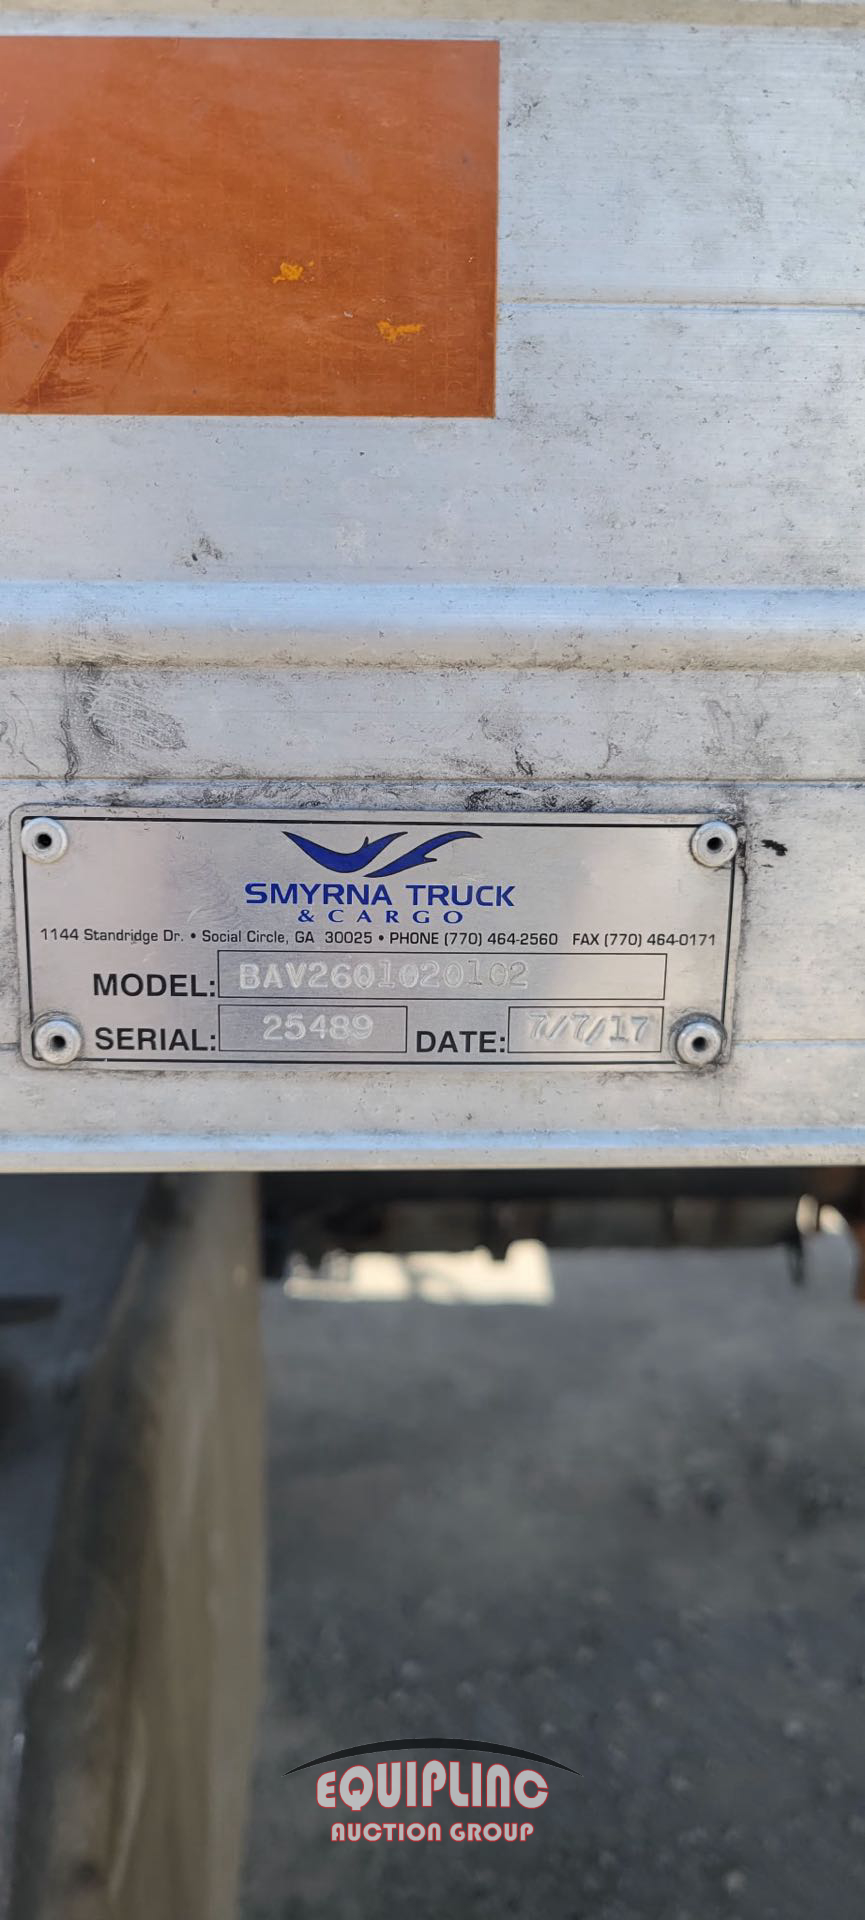 SMYRNA TRUCK
& CARGO
1144 Standridge Dr. • Social Circle, GA 30025 • PHONE (770) 464-2560 FAX (770) 464-0171
MODEL: BAV2601020102
SERIAL: 25489 DATE: 7/7/17
EQUIPLINC
AUCTION GROUP